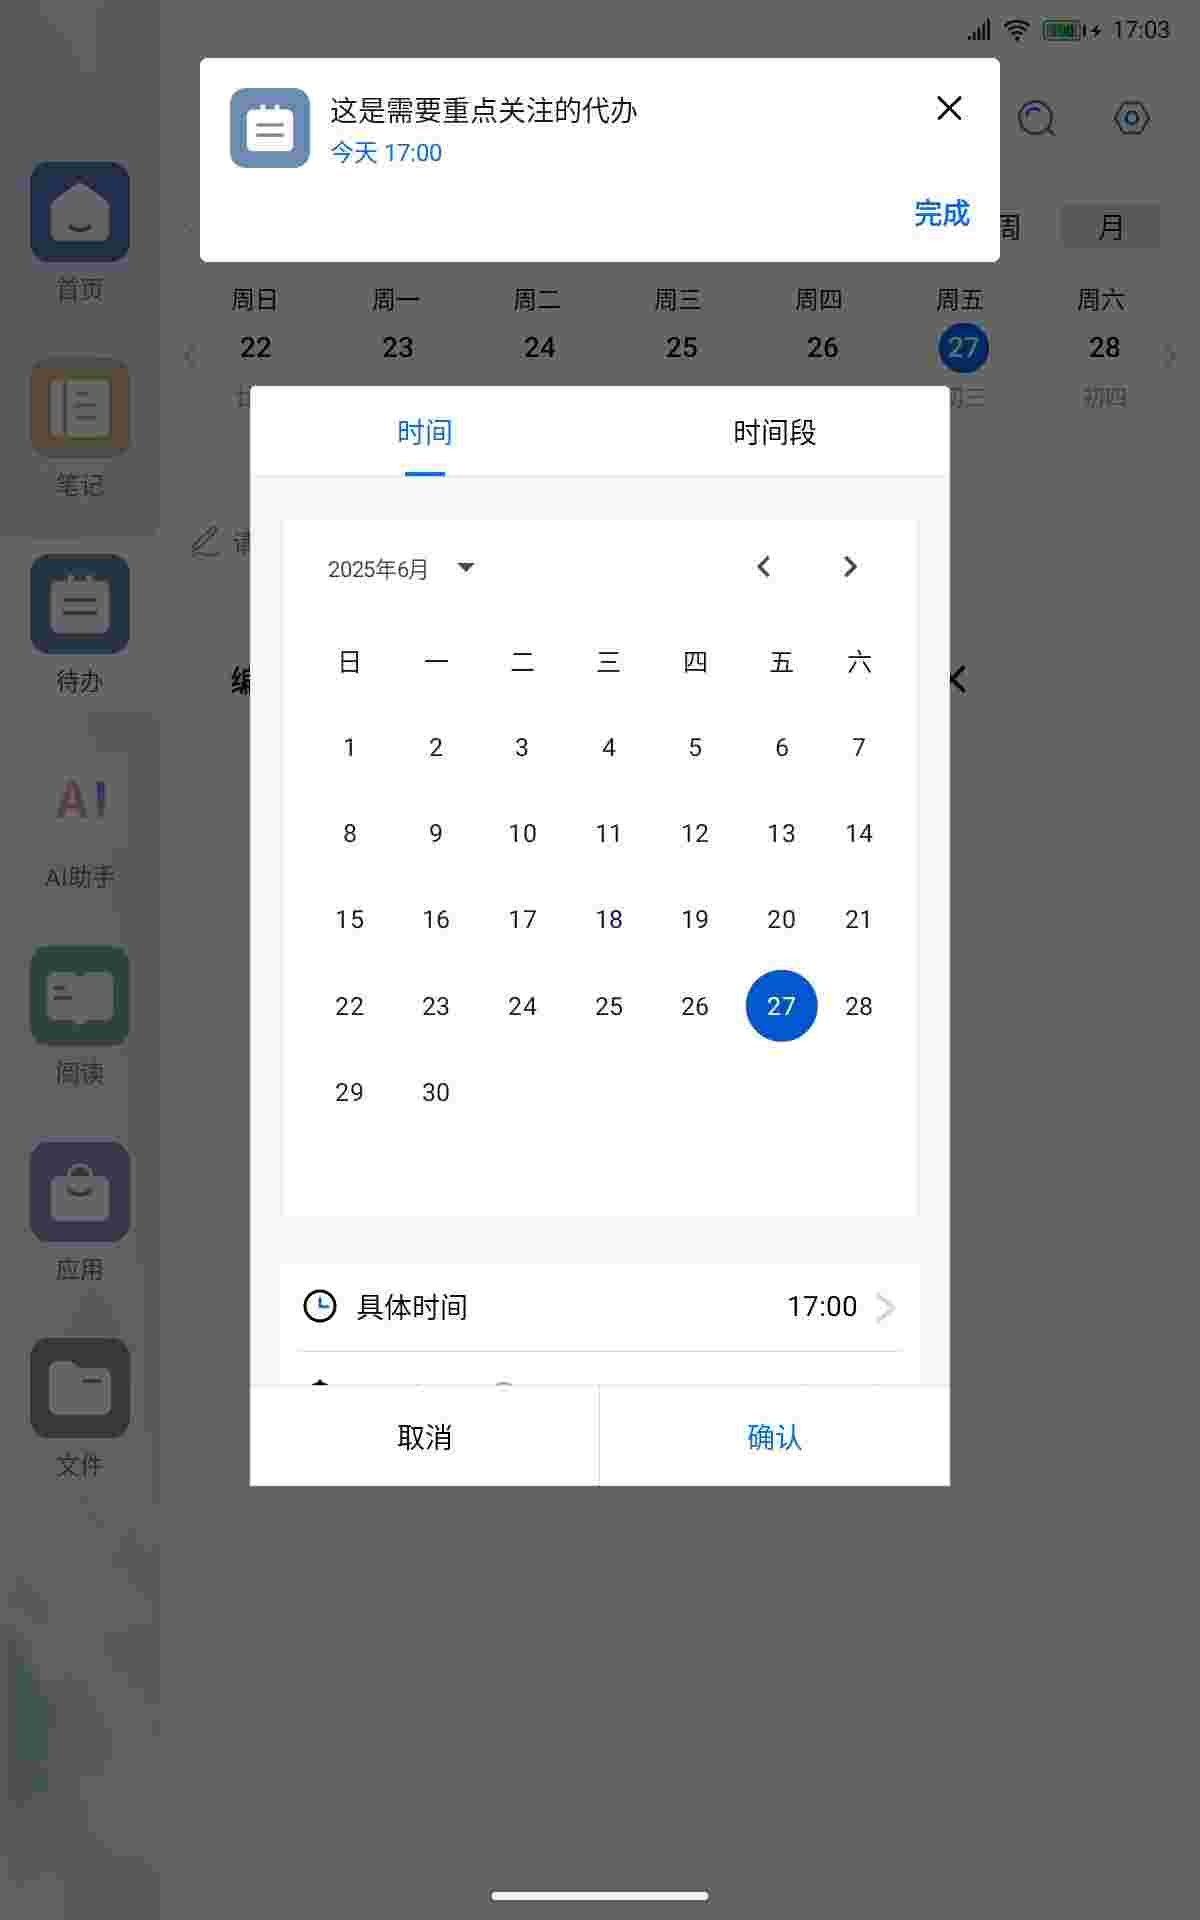 17:03
这是需要重点关注的代办
今天 17:00
完成
周 月
首页
笔记
待办
AI
AI助手
阅读
应用
文件
周日 周一 周二 周三 周四 周五 周六
22 23 24 25 26 27 28
初三 初四
编
时间 时间段
2025年6月
日 一 二 三 四 五 六
1 2 3 4 5 6 7
8 9 10 11 12 13 14
15 16 17 18 19 20 21
22 23 24 25 26 27 28
29 30
具体时间 17:00
取消 确认